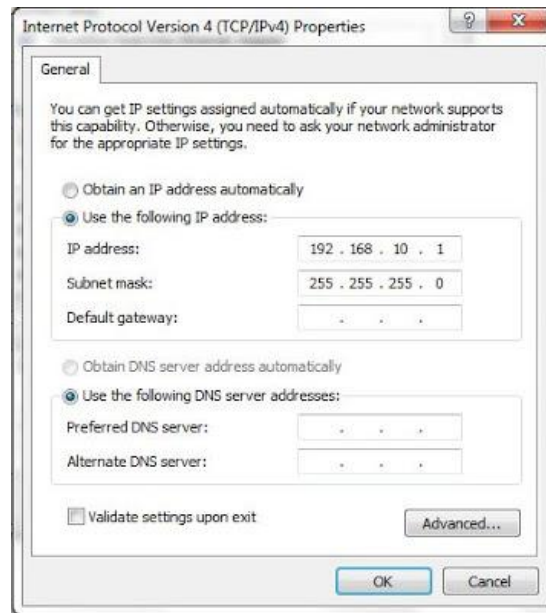 Internet Protocol Version 4 (TCP/IPv4) Properties
General
You can get IP settings assigned automatically if your network supports
this capability. Otherwise, you need to ask your network administrator
for the appropriate IP settings.
Obtain an IP address automatically
Use the following IP address:
IP address: 192 . 168 . 10 . 1
Subnet mask: 255 . 255 . 255 . 0
Default gateway: . . .
Obtain DNS server address automatically
Use the following DNS server addresses:
Preferred DNS server: . . .
Alternate DNS server: . . .
Validate settings upon exit
Advanced...
OK Cancel